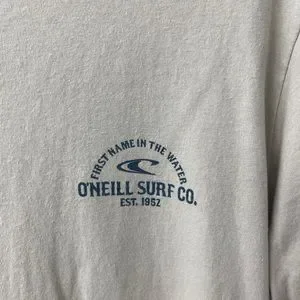 FIRST NAME IN THE WATER
O'NEILL SURF CO.
EST. 1952